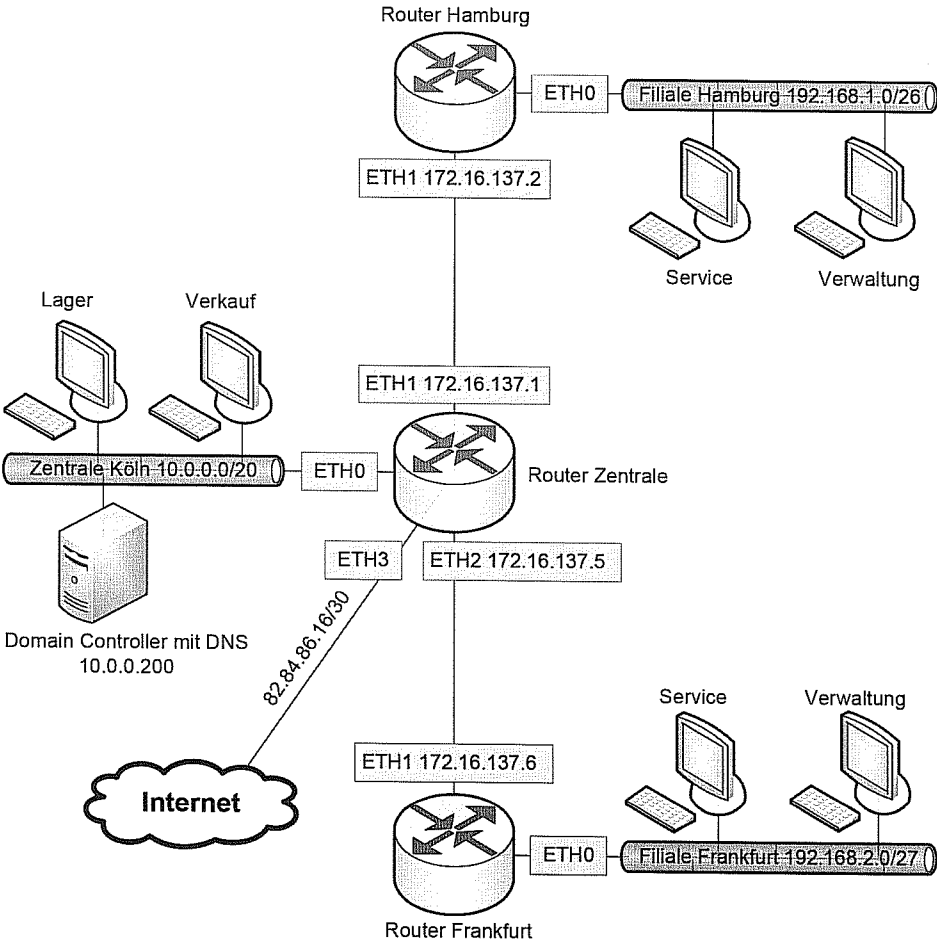 Router Hamburg
ETH0
Filiale Hamburg 192.168.1.0/26
ETH1 172.16.137.2
Service
Verwaltung
Lager
Verkauf
ETH1 172.16.137.1
Zentrale Köln 10.0.0.0/20
ETH0
Router Zentrale
ETH3
ETH2 172.16.137.5
Domain Controller mit DNS
10.0.0.200
82.84.86.16/30
Service
Verwaltung
ETH1 172.16.137.6
Internet
ETH0
Filiale Frankfurt 192.168.2.0/27
Router Frankfurt